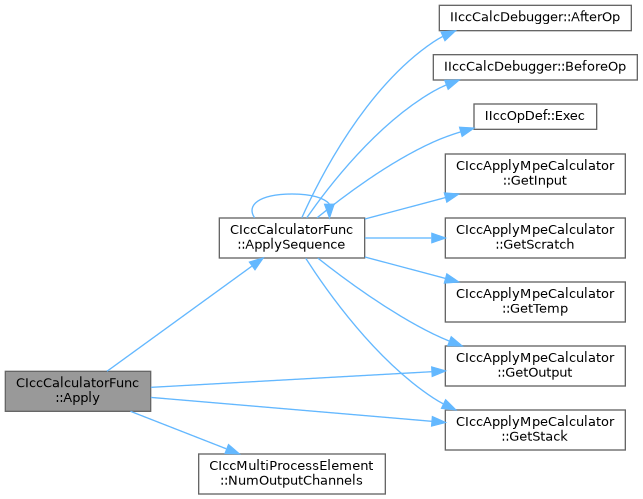 IIccCalcDebugger::AfterOp
IIccCalcDebugger::BeforeOp
IIccOpDef::Exec
CIccApplyMpeCalculator
::GetInput
CIccCalculatorFunc
::ApplySequence
CIccApplyMpeCalculator
::GetScratch
CIccApplyMpeCalculator
::GetTemp
CIccApplyMpeCalculator
::GetOutput
CIccCalculatorFunc
::Apply
CIccApplyMpeCalculator
::GetStack
CIccMultiProcessElement
::NumOutputChannels